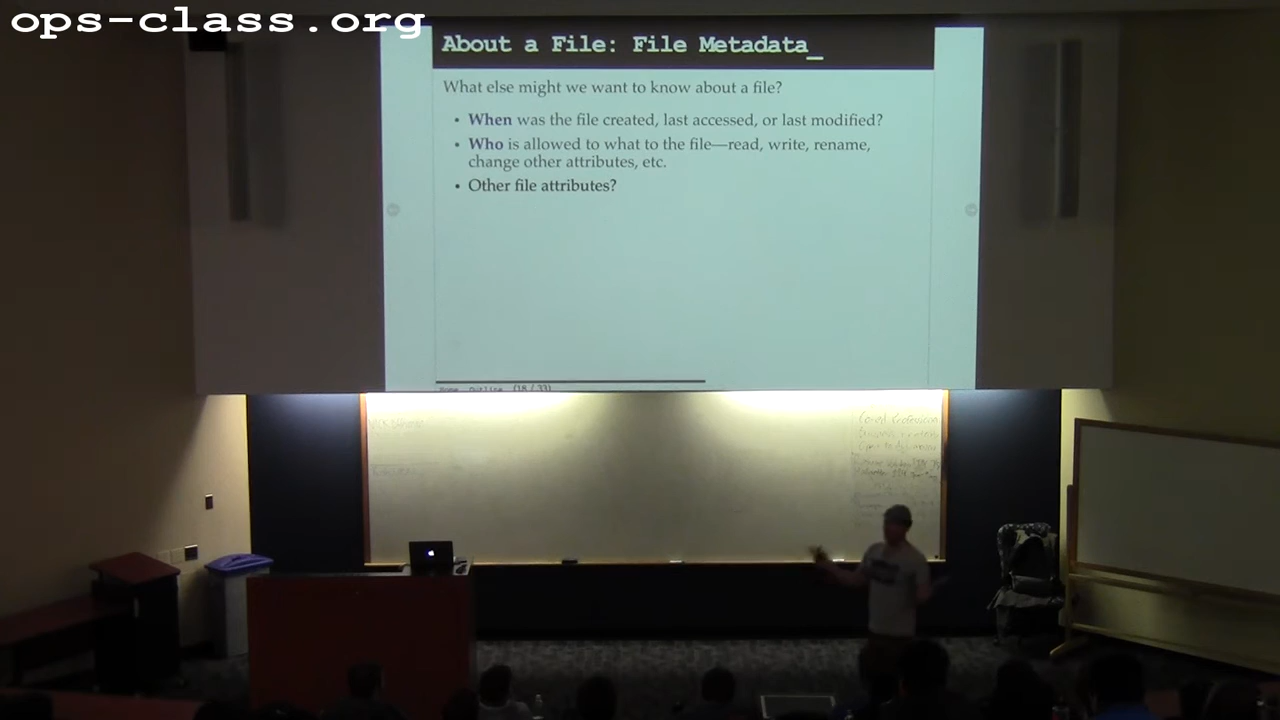 ops-class.org
About a File: File Metadata_
What else might we want to know about a file?
• When was the file created, last accessed, or last modified?
• Who is allowed to what to the file—read, write, rename,
change other attributes, etc.
• Other file attributes?
(18 / 33)